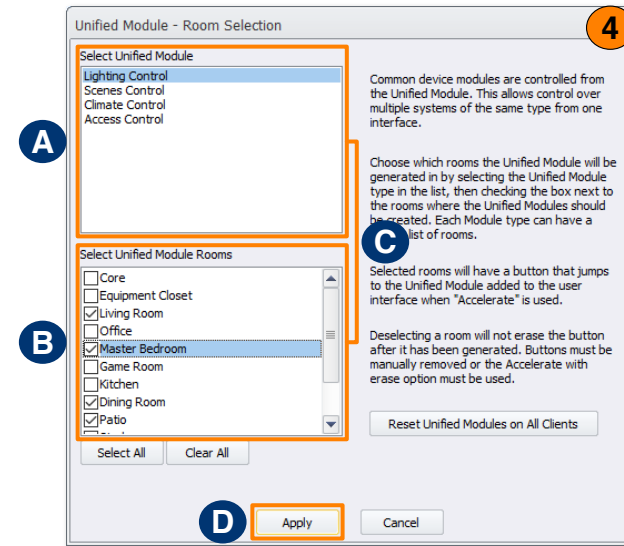 Unified Module - Room Selection
4
Select Unified Module
Lighting Control
Scenes Control
Climate Control
Access Control
A
Common device modules are controlled from
the Unified Module. This allows control over
multiple systems of the same type from one
interface.
Choose which rooms the Unified Module will be
generated in by selecting the Unified Module
type in the list, then checking the box next to
the rooms where the Unified Modules should
be created. Each Module type can have a
list of rooms.
C
Select Unified Module Rooms
Core
Equipment Closet
Living Room
Office
Master Bedroom
Game Room
Kitchen
Dining Room
Patio
B
Selected rooms will have a button that jumps
to the Unified Module added to the user
interface when "Accelerate" is used.
Deselecting a room will not erase the button
after it has been generated. Buttons must be
manually removed or the Accelerate with
erase option must be used.
Reset Unified Modules on All Clients
Select All
Clear All
D
Apply
Cancel